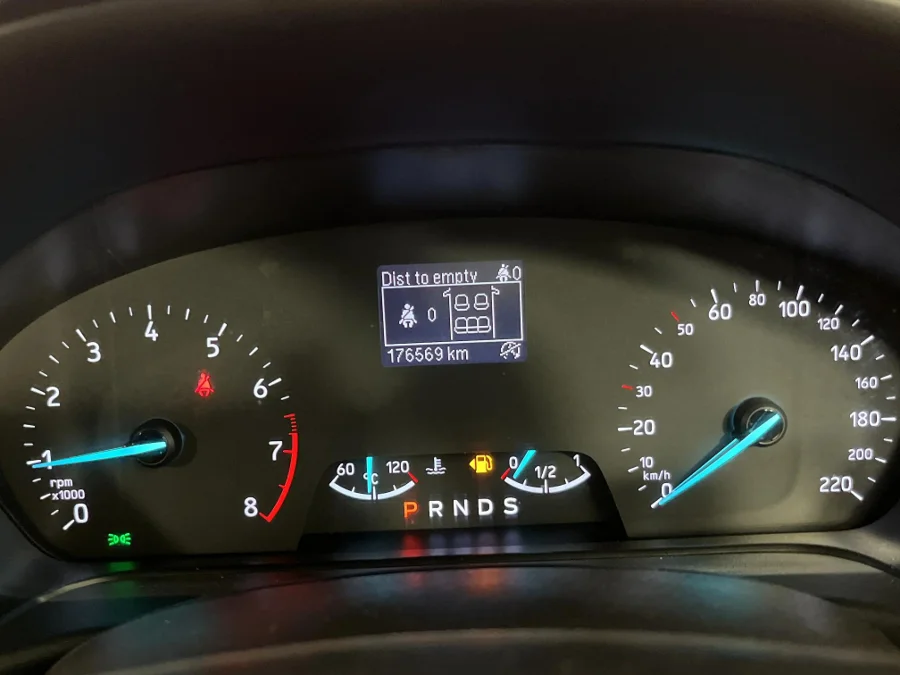 Dist to empty 0
0
176569 km
0 1 2 3 4 5 6 7 8
rpm
x1000
60 °C 120
0 1/2 1
P R N D S
0 10 20 30 40 50 60 80 100 120 140 160 180 200 220
km/h